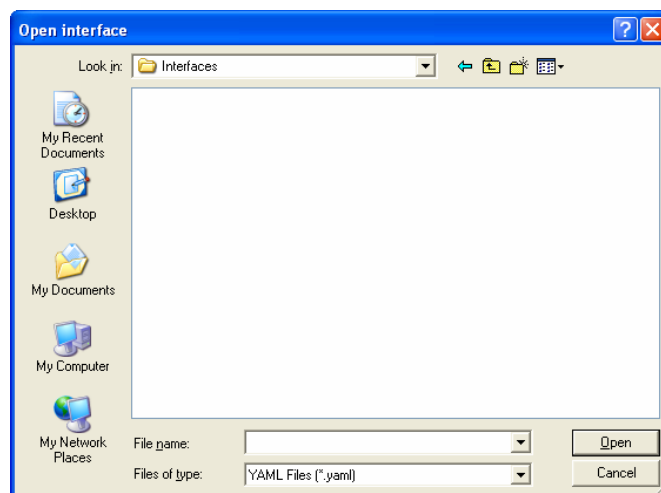 Open interface
Look in:
Interfaces
My Recent
Documents
Desktop
My Documents
My Computer
My Network
Places
File name:
Open
Files of type:
YAML Files (*.yaml)
Cancel